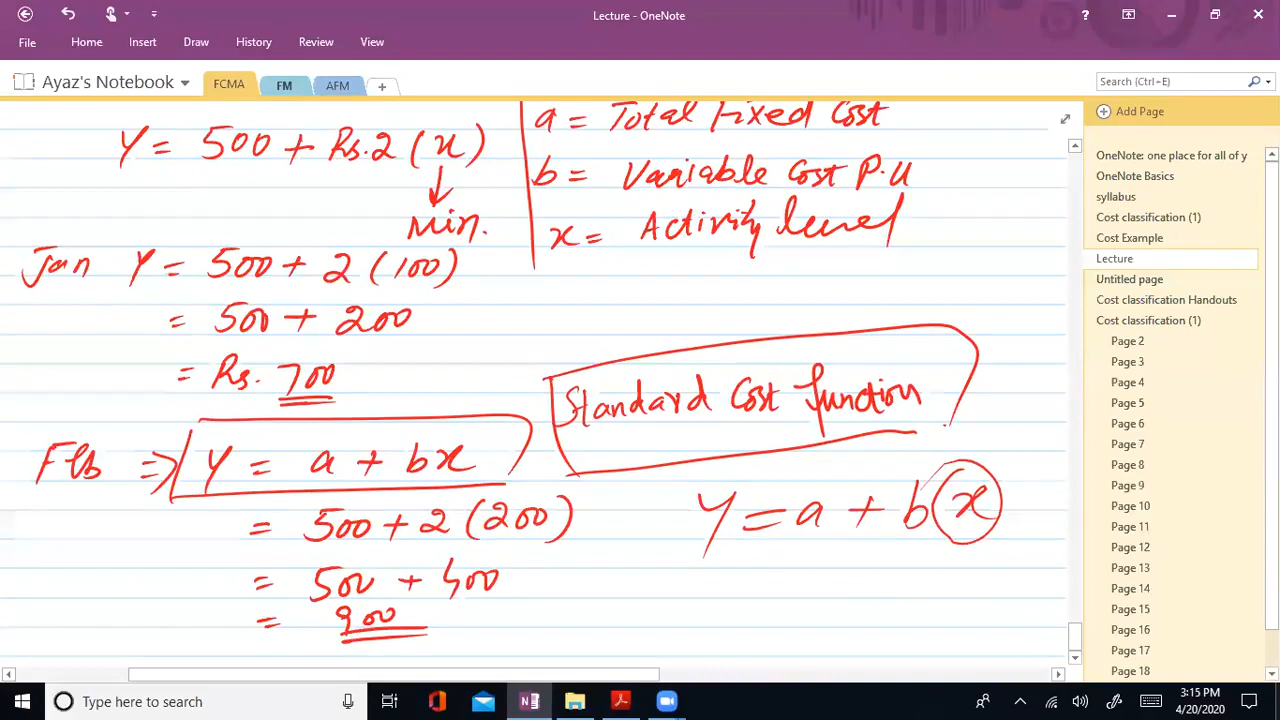 Lecture - OneNote
File Home Insert Draw History Review View
Ayaz's Notebook FCMA FM AFM
Search (Ctrl+E)
Y = 500 + Rs.2 (x)
Min.
Jan Y = 500 + 2 (100)
= 500 + 200
= Rs. 700
Feb ⇒ Y = a + bx
= 500 + 2 (200)
= 500 + 400
= 900
a = Total Fixed Cost
b = Variable Cost P.U
x = Activity level
Standard Cost function
Y = a + b(x)
Add Page
OneNote: one place for all of y
OneNote Basics
syllabus
Cost classification (1)
Cost Example
Lecture
Untitled page
Cost classification Handouts
Cost classification (1)
Page 2
Page 3
Page 4
Page 5
Page 6
Page 7
Page 8
Page 9
Page 10
Page 11
Page 12
Page 13
Page 14
Page 15
Page 16
Page 17
Page 18
Type here to search
3:15 PM
4/20/2020